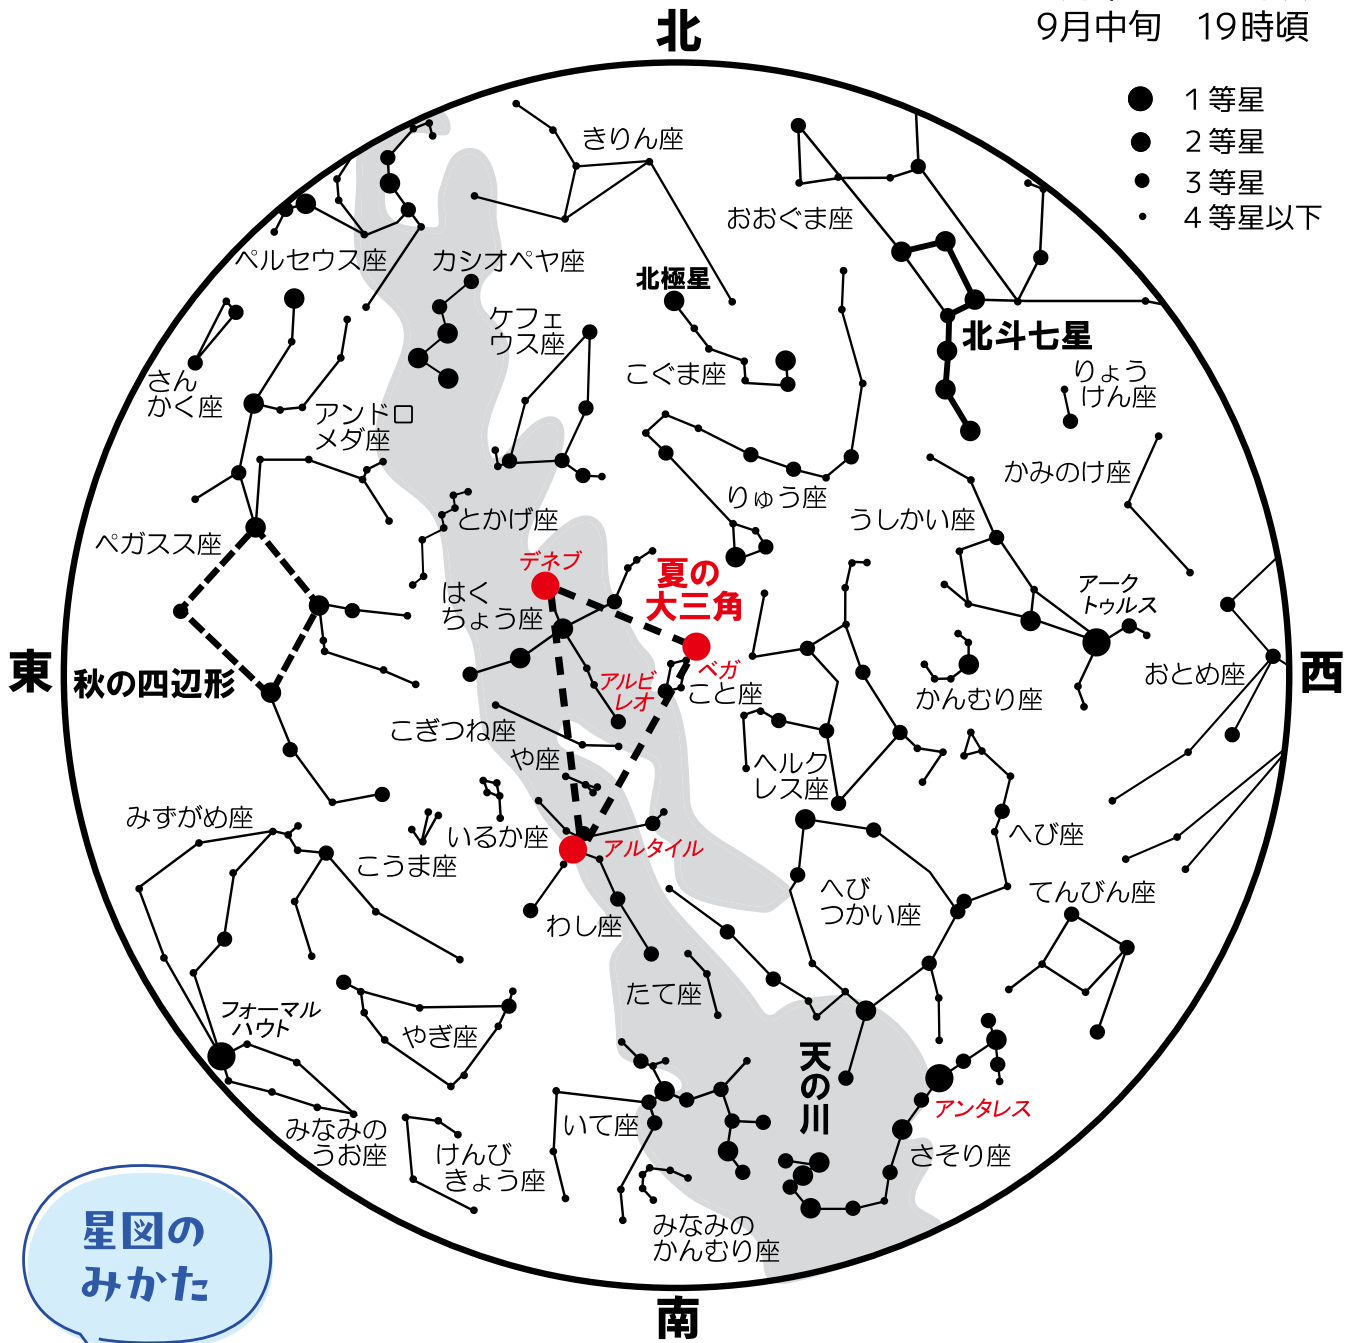 北
9月中旬 19時頃
1等星
2等星
3等星
4等星以下
きりん座
おおぐま座
ペルセウス座
カシオペヤ座
北極星
ケフェ
ウス座
北斗七星
こぐま座
りょう
けん座
さん
かく座
アンドロ
メダ座
かみのけ座
りゅう座
とかげ座
うしかい座
ペガスス座
デネブ
夏の
大三角
はく
ちょう座
アーク
トゥルス
東
秋の四辺形
アルビ
レオ
ベガ
こと座
かんむり座
おとめ座
西
こぎつね座
や座
ヘルク
レス座
みずがめ座
こうま座
いるか座
アルタイル
へび座
へび
つかい座
てんびん座
わし座
たて座
フォーマル
ハウト
やぎ座
天の川
アンタレス
みなみの
うお座
けんび
きょう座
いて座
さそり座
みなみの
かんむり座
星図の
みかた
南